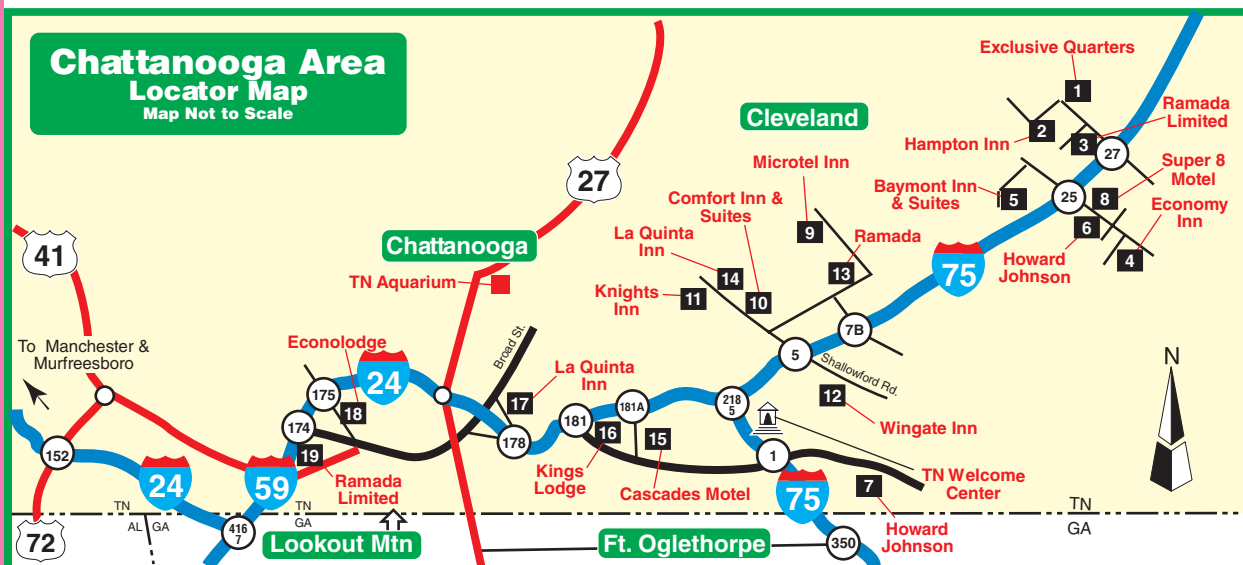 Chattanooga Area
Locator Map
Map Not to Scale
Exclusive Quarters
1
Ramada
Limited
Cleveland
2
Hampton Inn
3
27
27
Microtel Inn
Super 8
Motel
Baymont Inn
& Suites
5
25
8
Economy
Inn
Comfort Inn &
Suites
6
9
La Quinta
Inn
Ramada
41
Chattanooga
Howard
Johnson
4
75
TN Aquarium
14
13
Knights
Inn
11
10
7B
To Manchester &
Murfreesboro
Econolodge
Broad St.
5
Shallowford Rd.
N
24
La Quinta
Inn
175
18
17
181A
218
5
12
174
181
16
15
Wingate Inn
178
152
19
1
Kings
Lodge
Cascades Motel
TN Welcome
Center
24
59
Ramada
Limited
75
7
TN
TN
TN
AL
GA
GA
GA
416
7
72
Lookout Mtn
Ft. Oglethorpe
350
Howard
Johnson